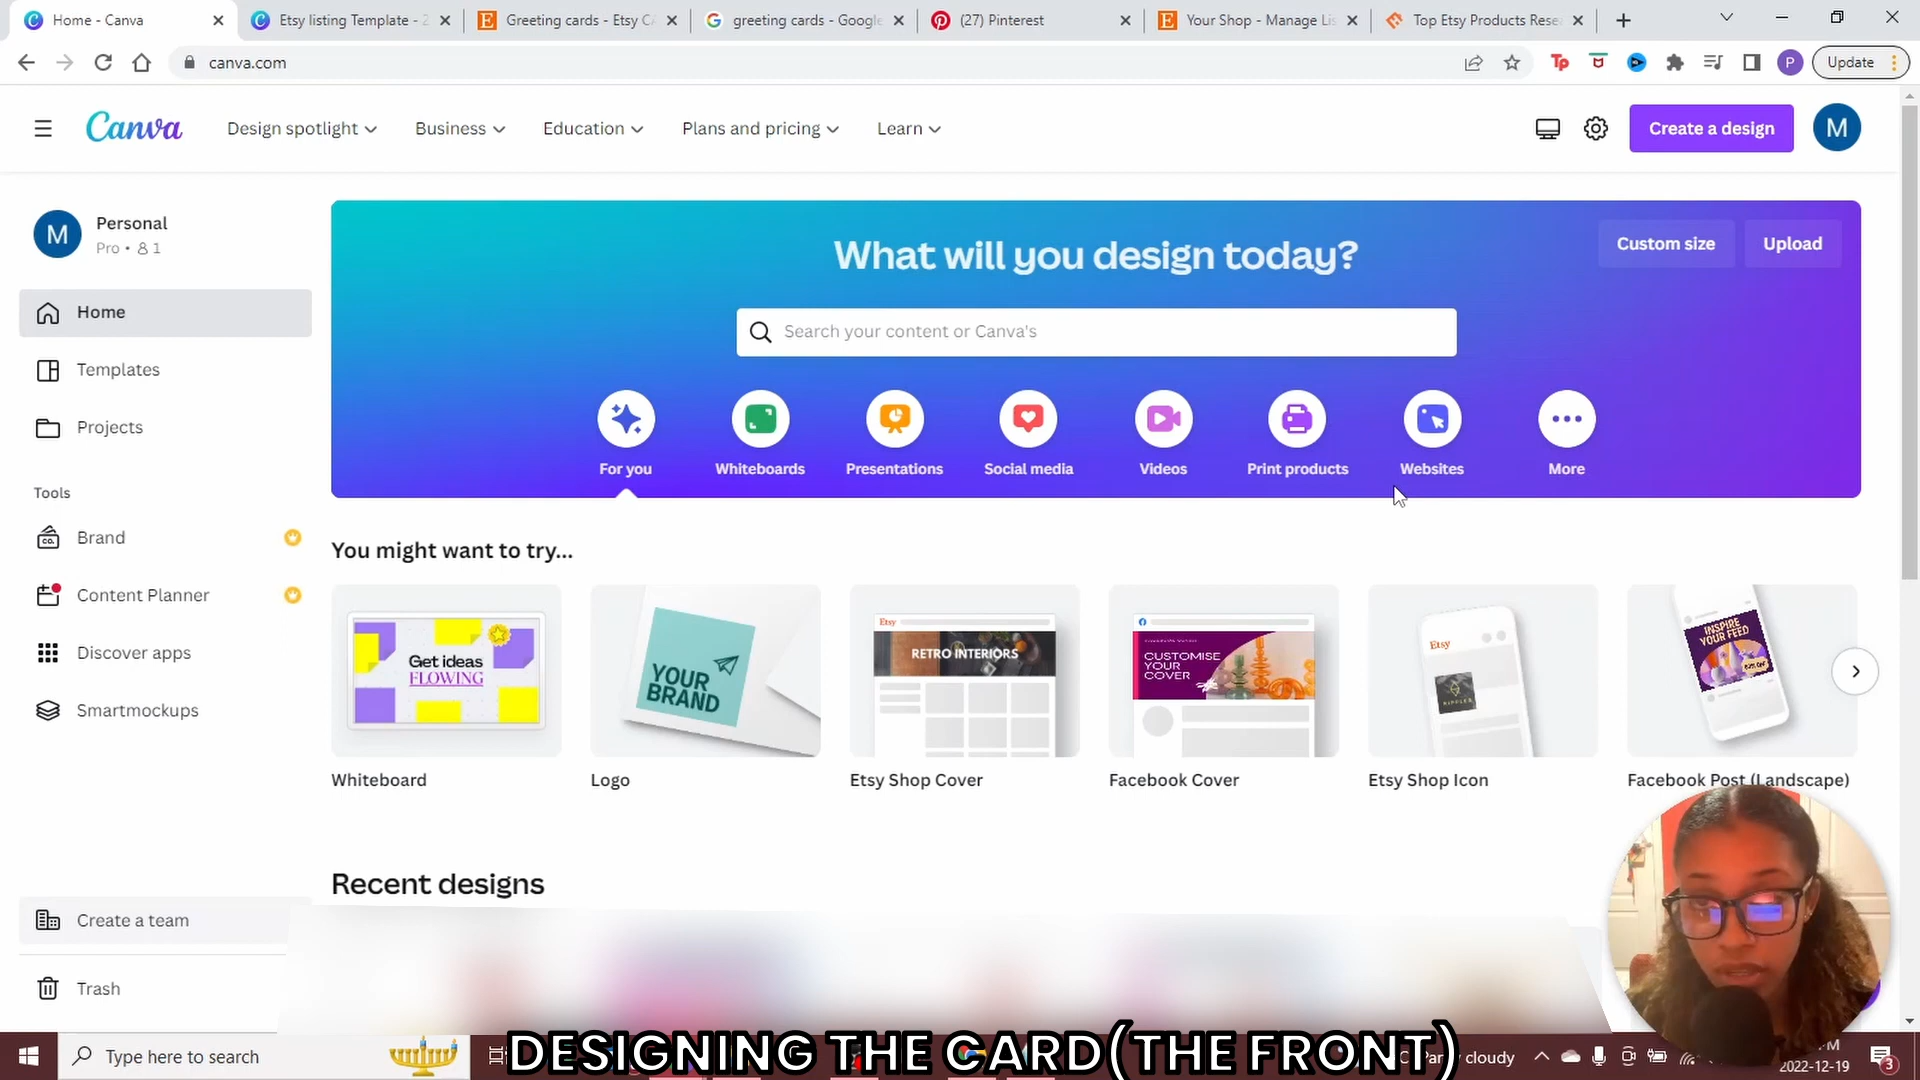 Home - Canva
Etsy listing Template - 2
Greeting cards - Etsy CA
greeting cards - Google
(27) Pinterest
Your Shop - Manage Lis
Top Etsy Products Rese
canva.com
Tp
P
Update
Canva
Design spotlight
Business
Education
Plans and pricing
Learn
Create a design
M
M
Personal
Pro • 1
Home
Templates
Projects
Tools
Brand
CO.
Content Planner
Discover apps
Smartmockups
Create a team
Trash
What will you design today?
Custom size
Upload
Search your content or Canva's
For you
Whiteboards
Presentations
Social media
Videos
Print products
Websites
More
You might want to try...
Get ideas
FLOWING
YOUR
BRAND
Etsy
RETRO INTERIORS
CUSTOMISE
YOUR
COVER
Etsy
INSPIRE
YOUR FEED
Whiteboard
Logo
Etsy Shop Cover
Facebook Cover
Etsy Shop Icon
Facebook Post (Landscape)
Recent designs
DESIGNING THE CARD(THE FRONT)
Type here to search
cloudy
2022-12-19
3